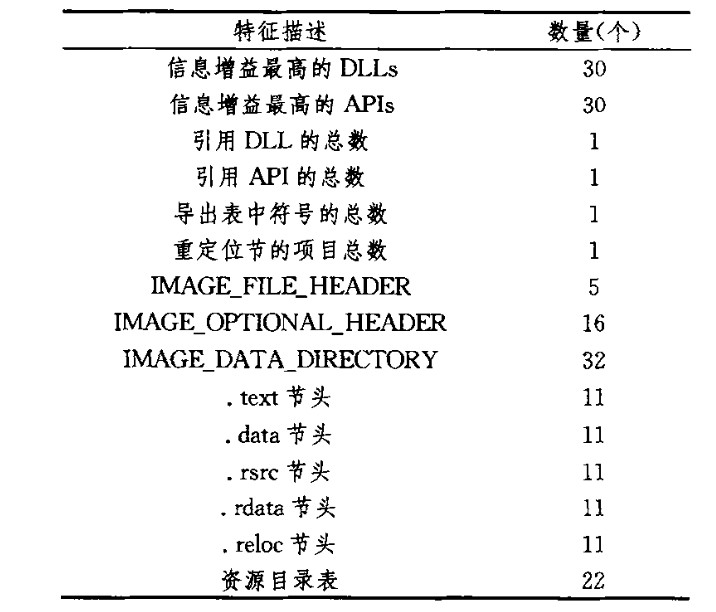 特征描述 数量(个)
信息增益最高的 DLLs 30
信息增益最高的 APIs 30
引用 DLL 的总数 1
引用 API 的总数 1
导出表中符号的总数 1
重定位节的项目总数 1
IMAGE_FILE_HEADER 5
IMAGE_OPTIONAL_HEADER 16
IMAGE_DATA_DIRECTORY 32
.text 节头 11
.data 节头 11
.rsrc 节头 11
.rdata 节头 11
.reloc 节头 11
资源目录表 22